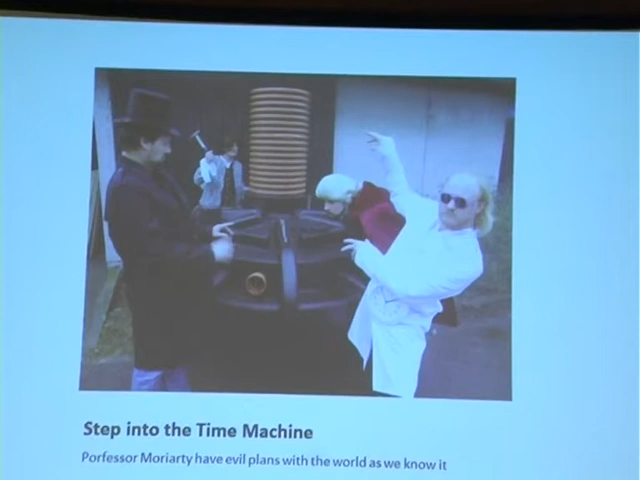 Step into the Time Machine
Porfessor Moriarty have evil plans with the world as we know it